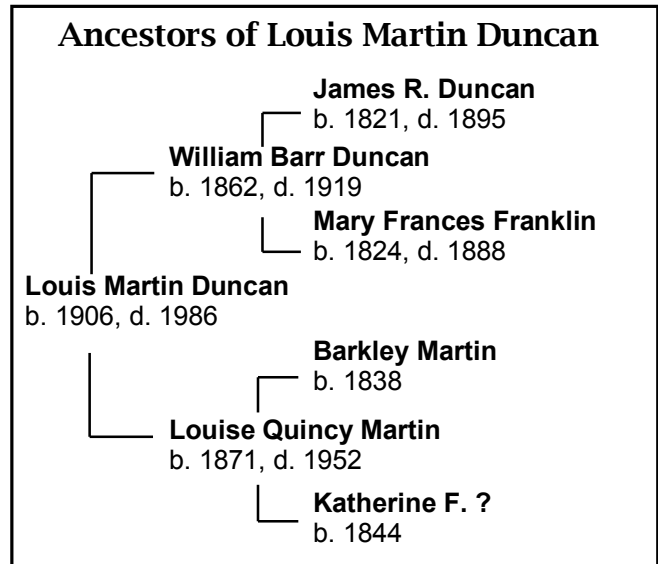 Ancestors of Louis Martin Duncan
James R. Duncan
b. 1821, d. 1895
William Barr Duncan
b. 1862, d. 1919
Mary Frances Franklin
b. 1824, d. 1888
Louis Martin Duncan
b. 1906, d. 1986
Barkley Martin
b. 1838
Louise Quincy Martin
b. 1871, d. 1952
Katherine F. ?
b. 1844